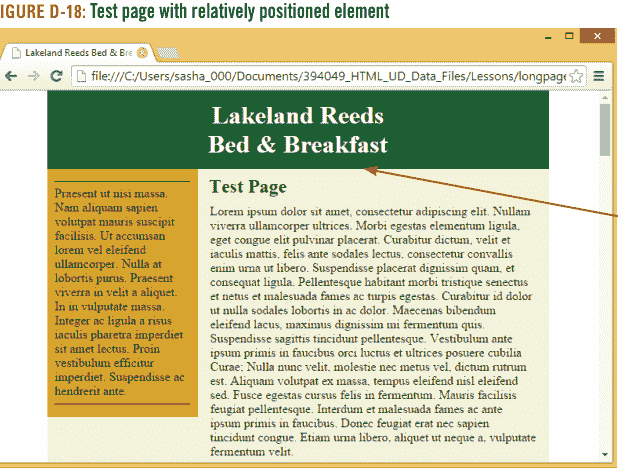 IGURE D-18: Test page with relatively positioned element
Lakeland Reeds Bed & Bre
file:///C:/Users/sasha_000/Documents/394049_HTML_UD_Data_Files/Lessons/longpage
Lakeland Reeds
Bed & Breakfast
Praesent ut nisi massa.
Nam aliquam sapien
volutpat mauris suscipit
facilisis. Ut accumsan
lorem vel eleifend
ullamcorper. Nulla at
lobortis purus. Praesent
viverra in velit a aliquet.
In in vulputate massa.
Integer ac ligula a risus
iaculis pharetra imperdiet
sit amet lectus. Proin
vestibulum efficitur
imperdiet. Suspendisse ac
hendrerit ante.
Test Page
Lorem ipsum dolor sit amet, consectetur adipiscing elit. Nullam
viverra ullamcorper ultrices. Morbi egestas elementum ligula,
eget congue elit pulvinar placerat. Curabitur dictum, velit et
iaculis mattis, felis ante sodales lectus, consectetur convallis
enim urna ut libero. Suspendisse placerat dignissim quam, et
consequat ligula. Pellentesque habitant morbi tristique senectus
et netus et malesuada fames ac turpis egestas. Curabitur id dolor
ut nulla sodales lobortis in ac dolor. Maecenas bibendum
eleifend lacus, maximus dignissim mi fermentum quis.
Suspendisse sagittis tincidunt pellentesque. Vestibulum ante
ipsum primis in faucibus orci luctus et ultrices posuere cubilia
Curae; Nulla nunc velit, molestie nec metus vel, dictum rutrum
est. Aliquam volutpat ex massa, tempus eleifend nisl eleifend
sed. Fusce egestas cursus felis in fermentum. Mauris facilisis
feugiat pellentesque. Interdum et malesuada fames ac ante
ipsum primis in faucibus. Donec feugiat erat nec sapien
tincidunt congue. Etiam urna libero, aliquet ut neque a, vulputate
fermentum velit.